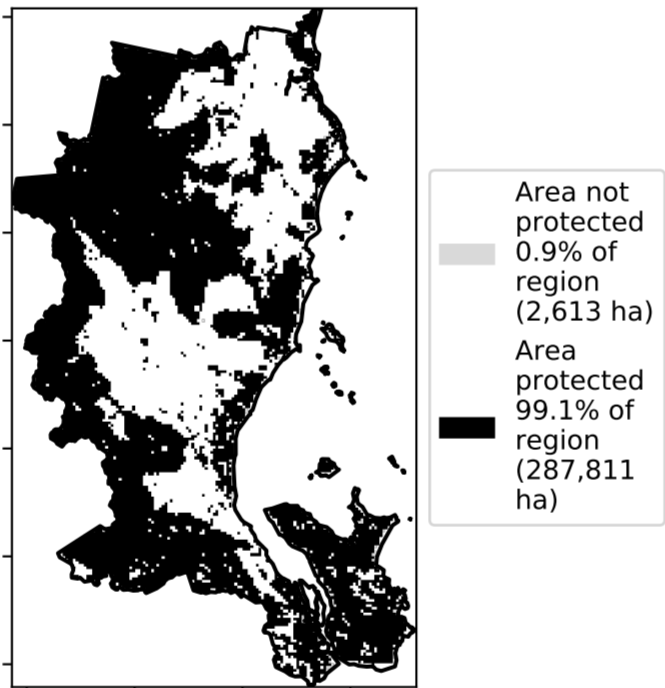 Area not
protected
0.9% of
region
(2,613 ha)
Area
protected
99.1% of
region
(287,811
ha)